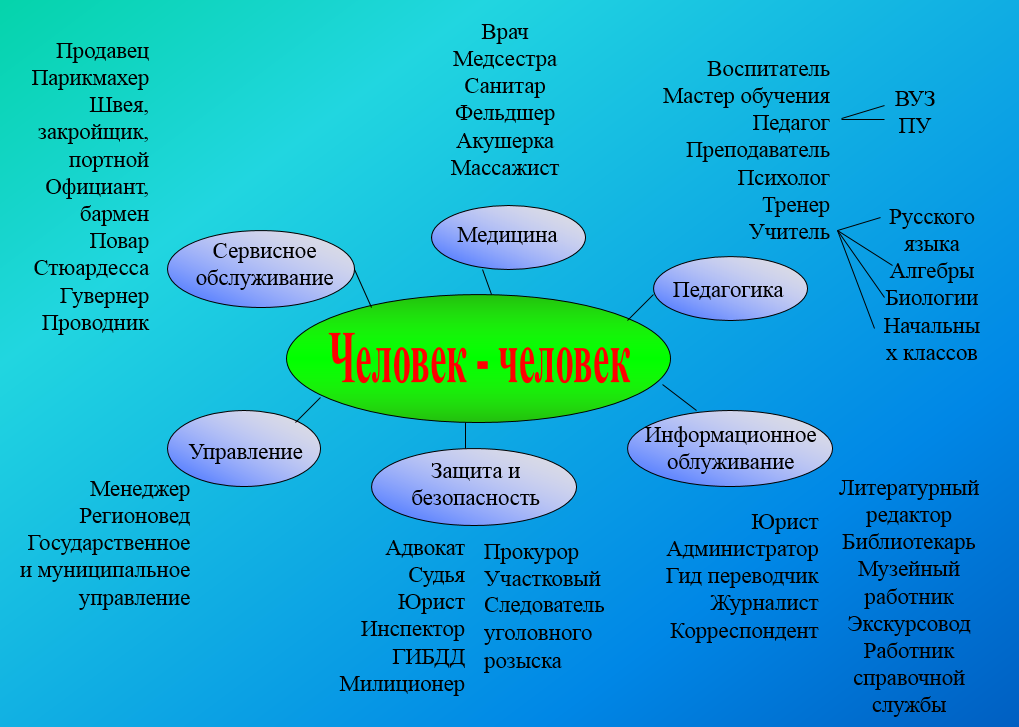 Продавец
Парикмахер
Швея,
закройщик,
портной
Официант,
бармен
Повар
Стюардесса
Гувернер
Проводник
Врач
Медсестра
Санитар
Фельдшер
Акушерка
Массажист
Воспитатель
Мастер обучения
Педагог
Преподаватель
Психолог
Тренер
Учитель
ВУЗ
ПУ
Русского
языка
Алгебры
Биологии
Начальны
х классов
Сервисное
обслуживание
Медицина
Педагогика
Человек - человек
Управление
Защита и
безопасность
Информационное
облуживание
Менеджер
Регионовед
Государственное
и муниципальное
управление
Адвокат
Судья
Юрист
Инспектор
ГИБДД
Милиционер
Прокурор
Участковый
Следователь
уголовного
розыска
Юрист
Администратор
Гид переводчик
Журналист
Корреспондент
Литературный
редактор
Библиотекарь
Музейный
работник
Экскурсовод
Работник
справочной
службы